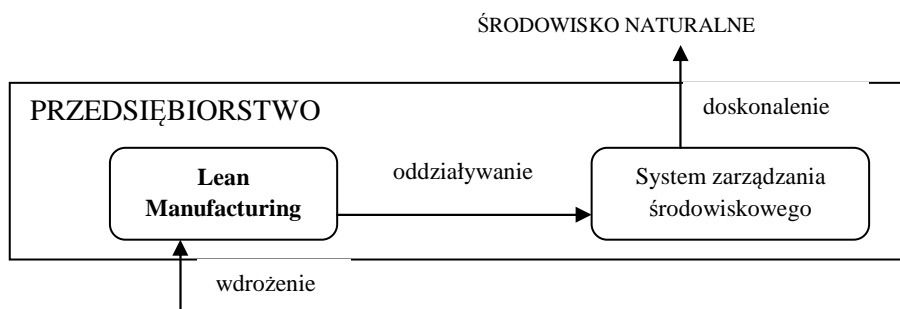 ŚRODOWISKO NATURALNE
PRZEDSIĘBIORSTWO
doskonalenie
Lean
Manufacturing
oddziaływanie
System zarządzania
środowiskowego
wdrożenie